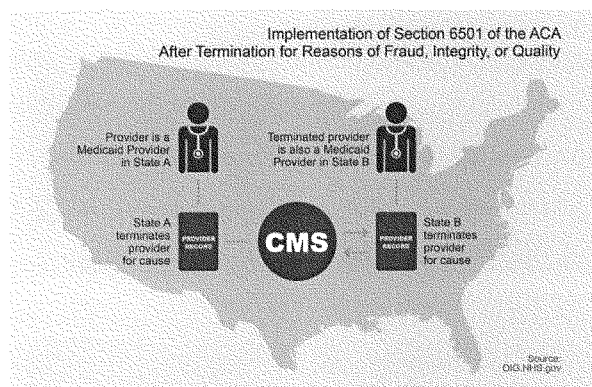 Implementation of Section 6501 of the ACA
After Termination for Reasons of Fraud, Integrity, or Quality
Provider is a
Medicaid Provider
in State A
Terminated provider
is also a Medicaid
Provider in State B
State A
terminates
provider
for cause
PROVIDER
RECORD
CMS
PROVIDER
RECORD
State B
terminates
provider
for cause
Source:
OIG.NHS.gov